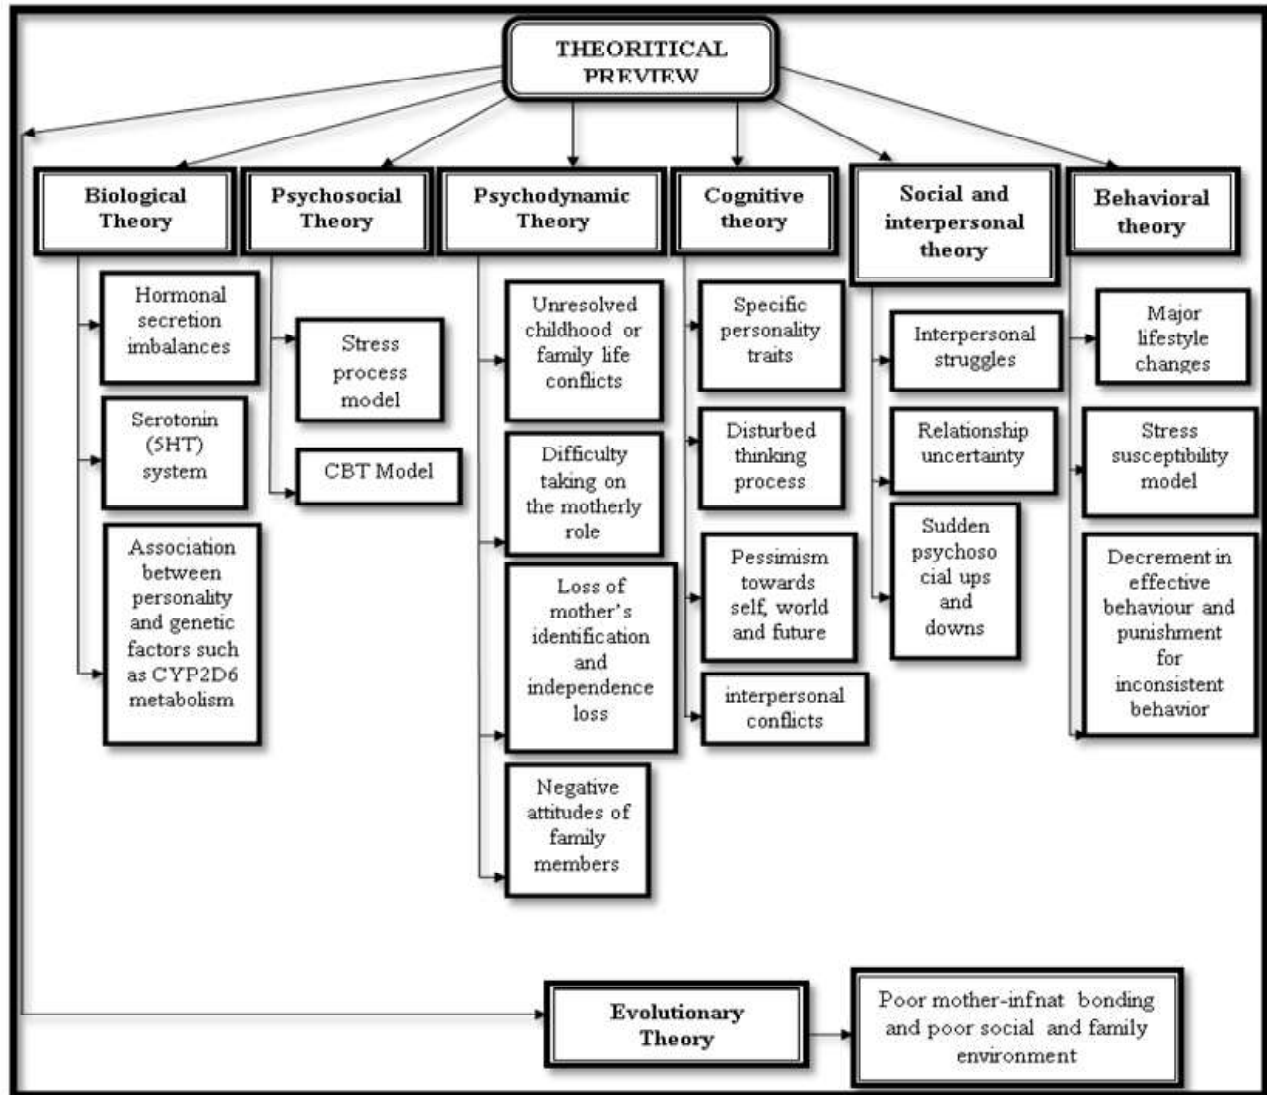 THEORITICAL
PREVIEW
Biological
Theory
Psychosocial
Theory
Psychodynamic
Theory
Cognitive
theory
Social and
interpersonal
theory
Behavioral
theory
Hormonal
secretion
imbalances
Serotonin
(5HT)
system
Association
between
personality
and genetic
factors such
as CYP2D6
metabolism
Stress
process
model
CBT Model
Unresolved
childhood or
family life
conflicts
Difficulty
taking on
the motherly
role
Loss of
mother's
identification
and
independence
loss
Negative
attitudes of
family
members
Specific
personality
traits
Disturbed
thinking
process
Pessimism
towards
self, world
and future
interpersonal
conflicts
Interpersonal
struggles
Relationship
uncertainty
Sudden
psychoso
cial ups
and
downs
Major
lifestyle
changes
Stress
susceptibility
model
Decrement in
effective
behaviour and
punishment
for
inconsistent
behavior
Evolutionary
Theory
Poor mother-infnat bonding
and poor social and family
environment